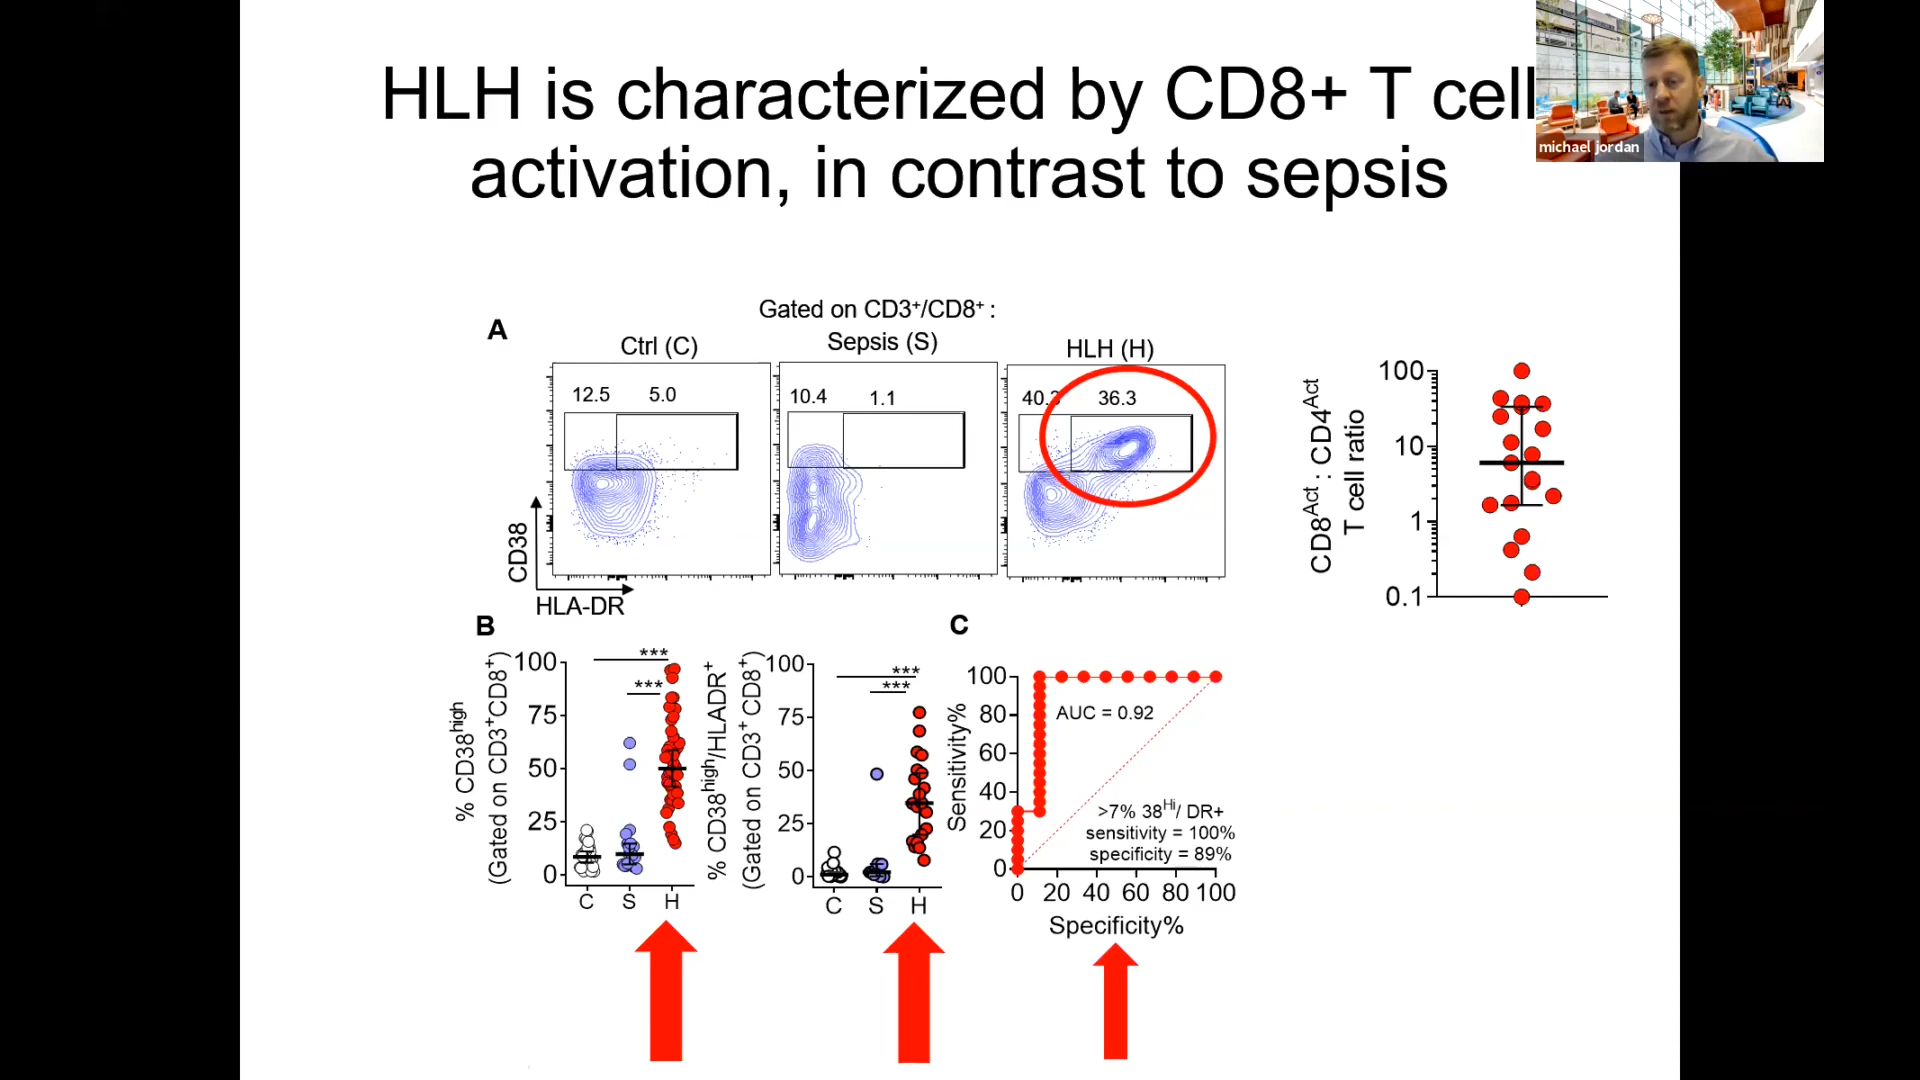 HLH is characterized by CD8+ T cell
activation, in contrast to sepsis
michael jordan
Gated on CD3+/CD8+ :
A
Ctrl (C)
Sepsis (S)
HLH (H)
12.5 5.0
10.4 1.1
40.3 36.3
CD38
HLA-DR
CD8Act : CD4Act
T cell ratio
100
10
1
0.1
B
% CD38high
(Gated on CD3+CD8+)
100
75
50
25
0
***
***
C S H
% CD38high/HLADR+
(Gated on CD3+ CD8+)
100
75
50
25
0
***
***
C S H
C
Sensitivity%
100
80
60
40
20
0
AUC = 0.92
>7% 38Hi/ DR+
sensitivity = 100%
specificity = 89%
0 20 40 60 80 100
Specificity%